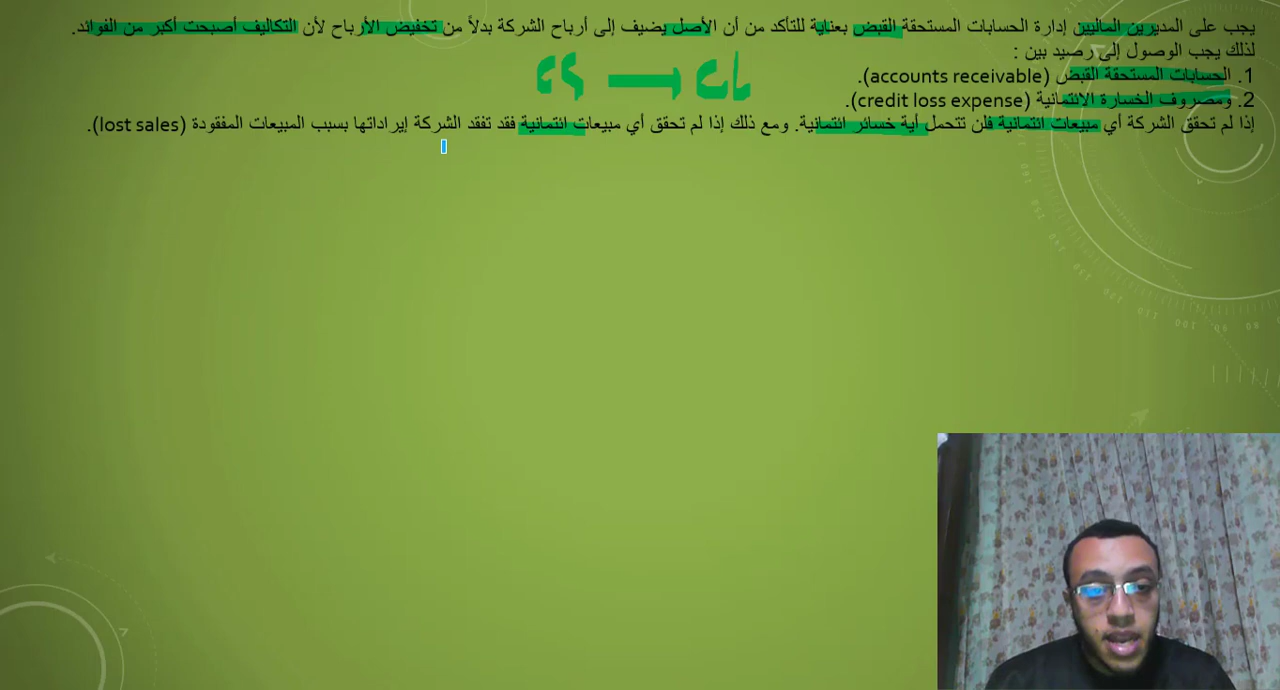 يجب على المديرين الماليين إدارة الحسابات المستحقة القبض بعناية للتأكد من أن الأصل يضيف إلى أرباح الشركة بدلاً من تخفيض الأرباح لأن التكاليف أصبحت أكبر من الفوائد.
لذلك يجب الوصول إلى رصيد بين :
1. الحسابات المستحقة القبض (accounts receivable).
2. ومصروف الخسارة الائتمانية (credit loss expense).
إذا لم تحقق الشركة أي مبيعات ائتمانية فلن تتحمل أية خسائر ائتمانية. ومع ذلك إذا لم تحقق أي مبيعات ائتمانية فقد تفقد الشركة إيراداتها بسبب المبيعات المفقودة (lost sales).